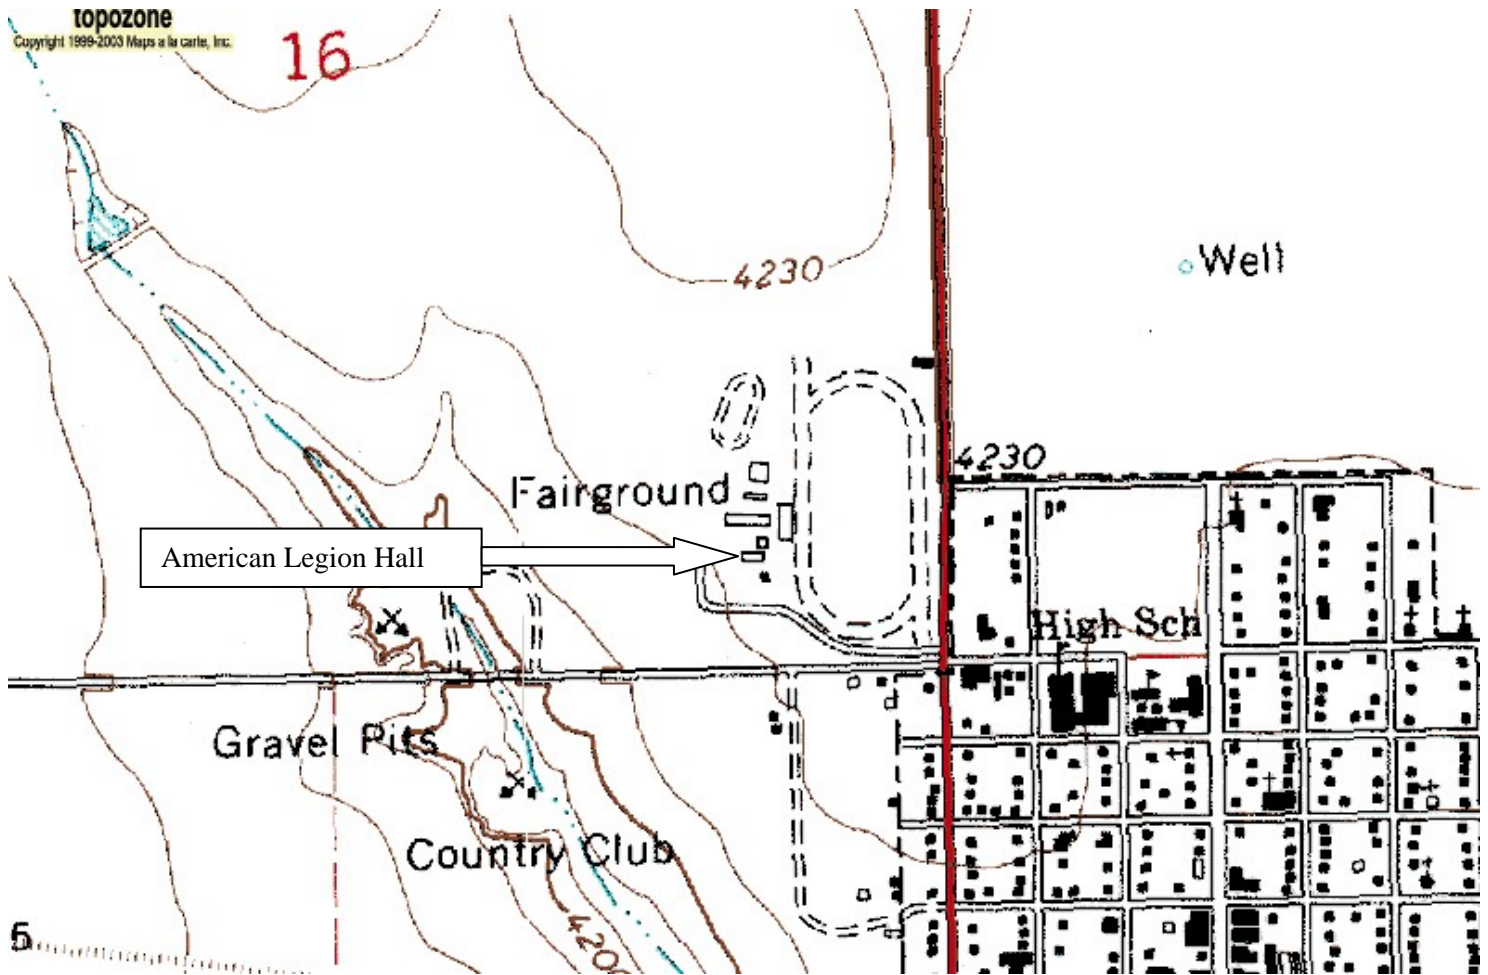 topozone
Copyright 1999-2003 Maps a la carte, Inc.
16
4230
Well
4230
Fairground
American Legion Hall
High Sch
Gravel Pits
Country Club
4200
5